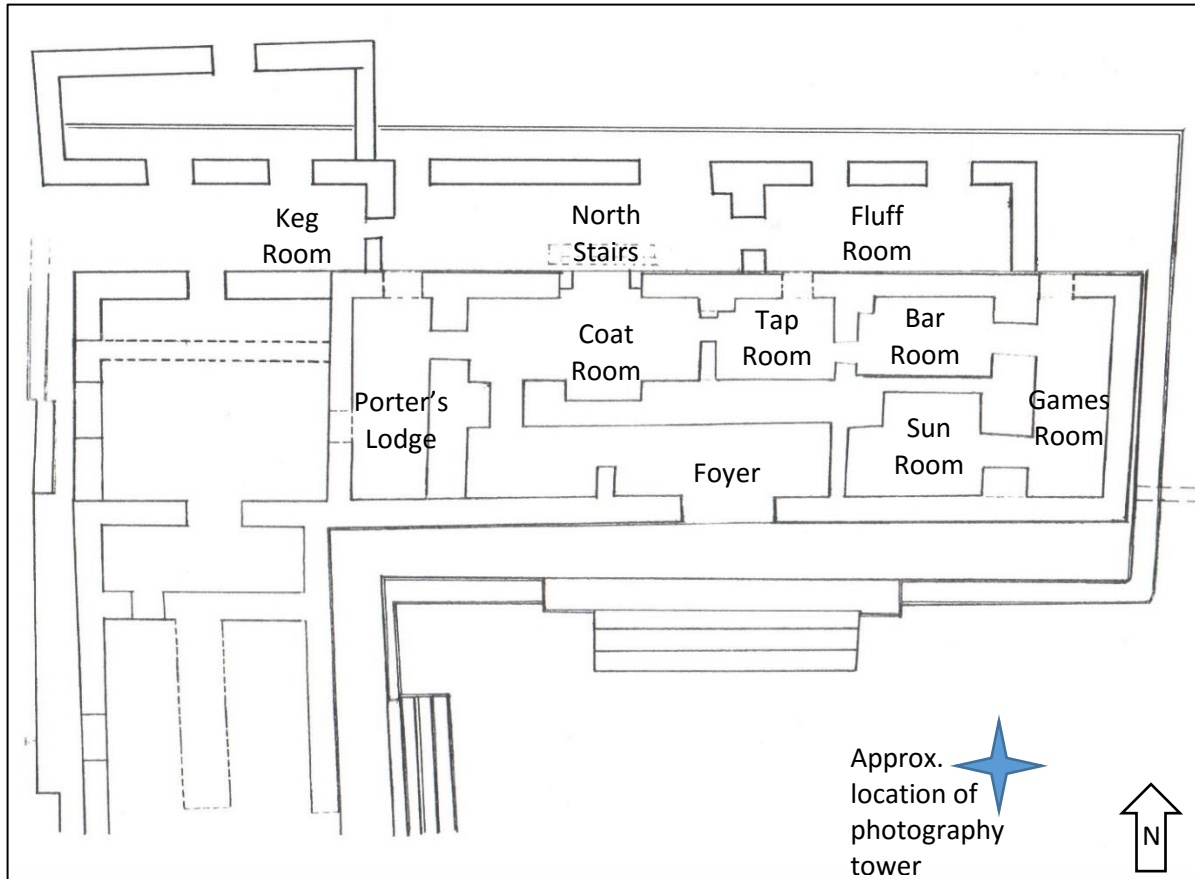 Keg
Room
North
Stairs
Fluff
Room
Coat
Room
Tap
Room
Bar
Room
Porter's
Lodge
Foyer
Sun
Room
Games
Room
Approx.
location of
photography
tower
N